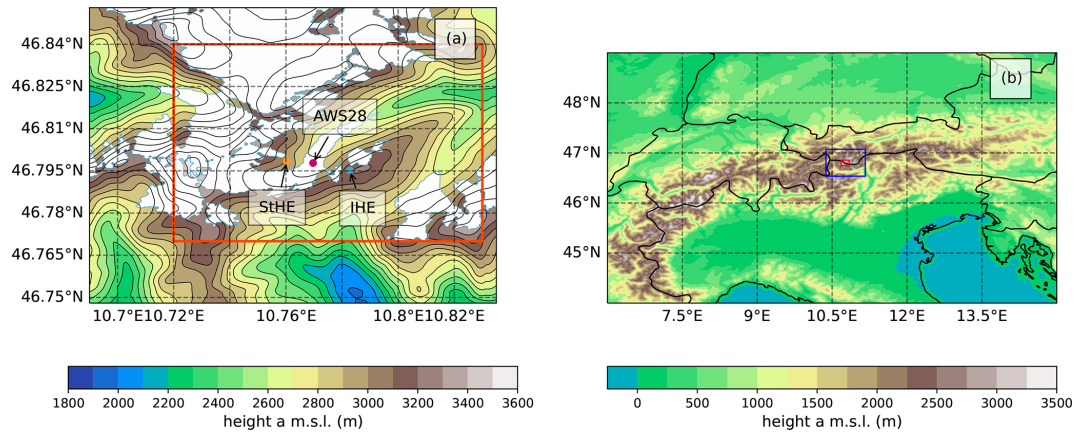 (a)
46.84°N
46.825°N
46.81°N
46.795°N
46.78°N
46.765°N
46.75°N
AWS28
StHE
IHE
10.7°E10.72°E
10.76°E
10.8°E10.82°E
1800 2000 2200 2400 2600 2800 3000 3200 3400 3600
height a m.s.l. (m)
(b)
48°N
47°N
46°N
45°N
7.5°E
9°E
10.5°E
12°E
13.5°E
0 500 1000 1500 2000 2500 3000 3500
height a m.s.l. (m)